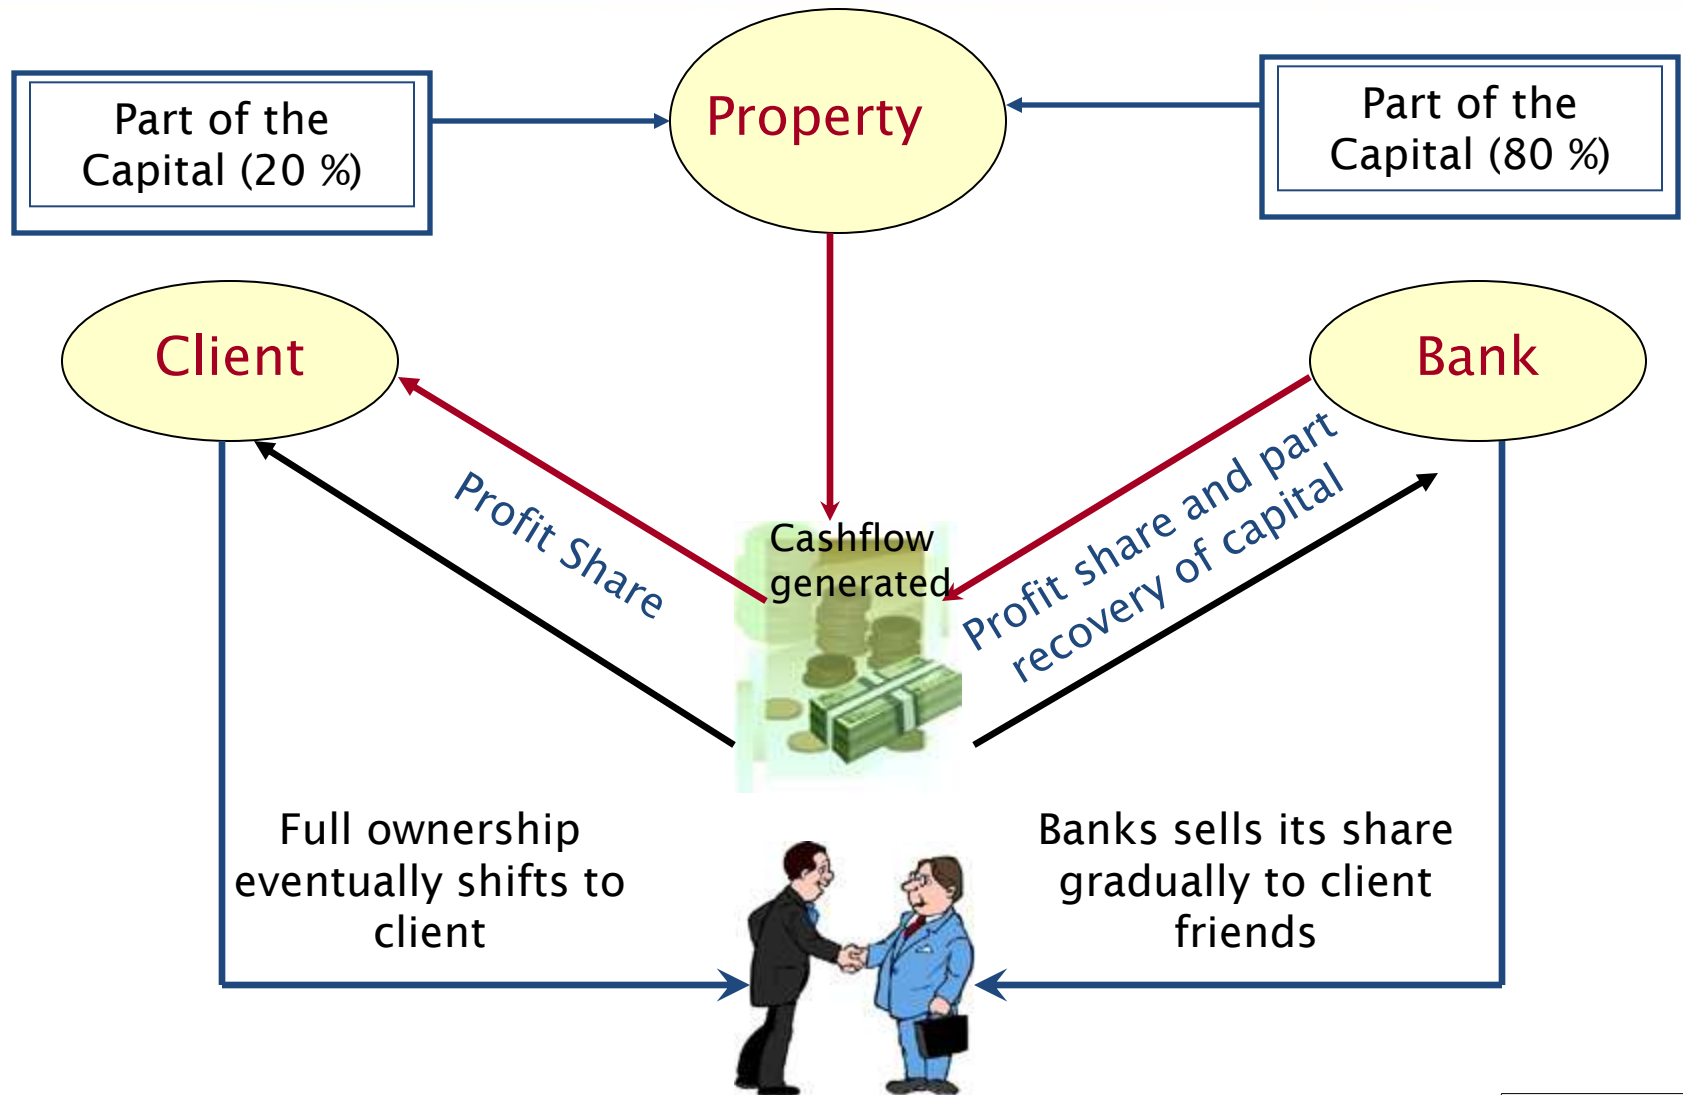 Part of the
Capital (20 %)
Property
Part of the
Capital (80 %)
Client
Bank
Profit Share
Cashflow
generated
Profit share and part
recovery of capital
Full ownership
eventually shifts to
client
Banks sells its share
gradually to client
friends